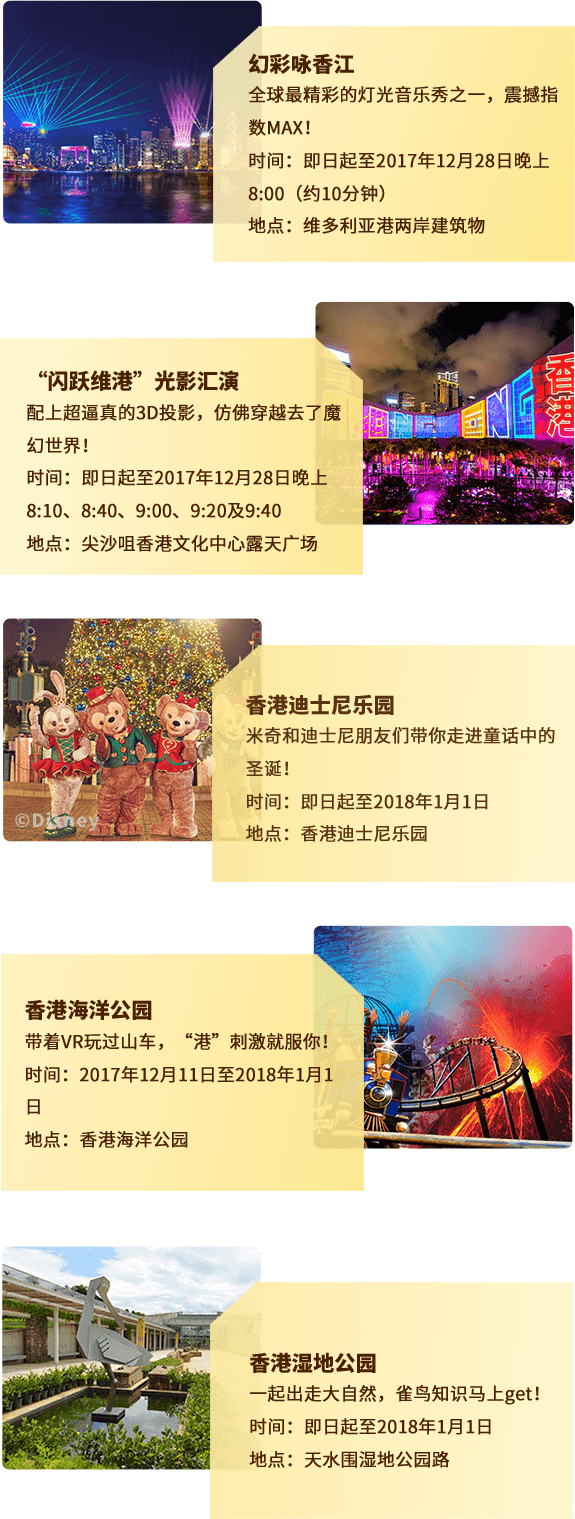 幻彩咏香江
全球最精彩的灯光音乐秀之一，震撼指
数MAX！
时间：即日起至2017年12月28日晚上
8:00（约10分钟）
地点：维多利亚港两岸建筑物
“闪跃维港”光影汇演
配上超逼真的3D投影，仿佛穿越去了魔
幻世界！
时间：即日起至2017年12月28日晚上
8:10、8:40、9:00、9:20及9:40
地点：尖沙咀香港文化中心露天广场
香港
©Disney
香港迪士尼乐园
米奇和迪士尼朋友们带你走进童话中的
圣诞！
时间：即日起至2018年1月1日
地点：香港迪士尼乐园
香港海洋公园
带着VR玩过山车，“港”刺激就服你！
时间：2017年12月11日至2018年1月1
日
地点：香港海洋公园
香港湿地公园
一起出走大自然，雀鸟知识马上get！
时间：即日起至2018年1月1日
地点：天水围湿地公园路